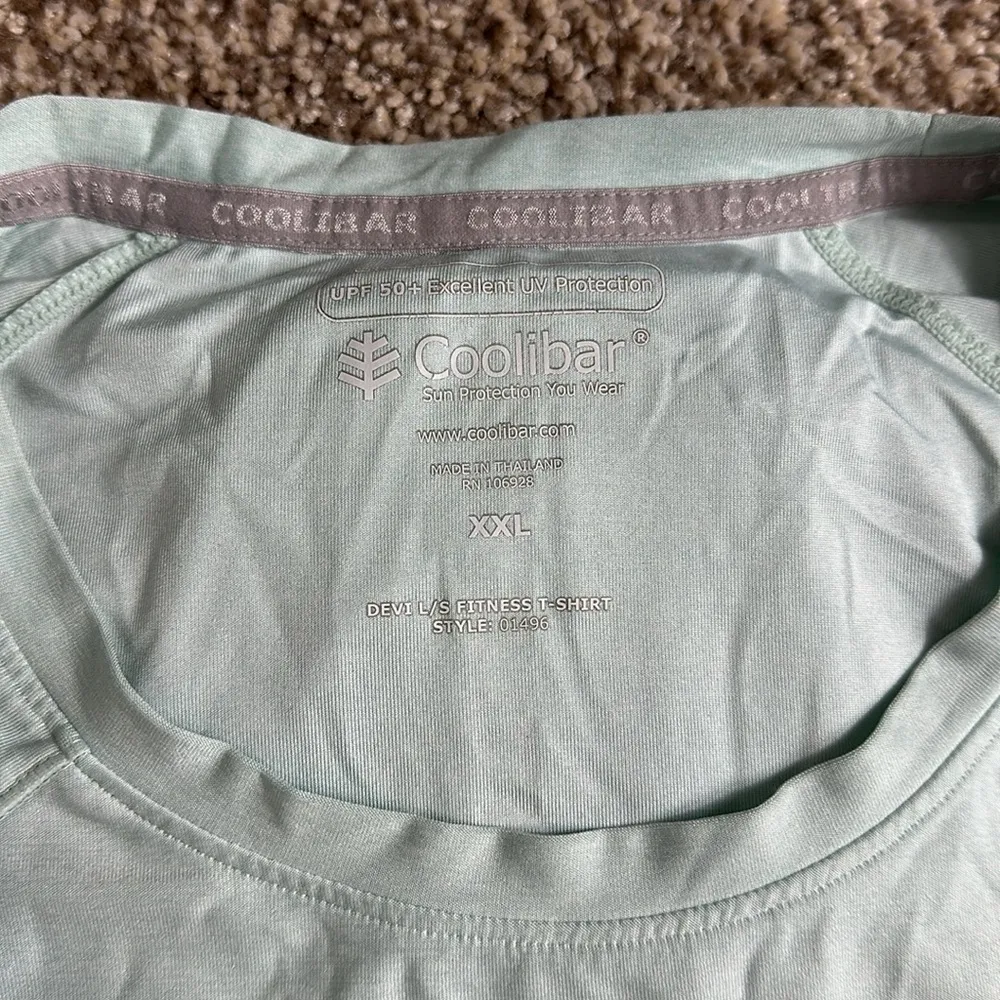 COOLIBAR COOLIBAR COOLIBAR
UPF 50+ Excellent UV Protection
Coolibar®
Sun Protection You Wear
www.coolibar.com
MADE IN THAILAND
RN 106928
XXL
DEVI L/S FITNESS T-SHIRT
STYLE: 01496